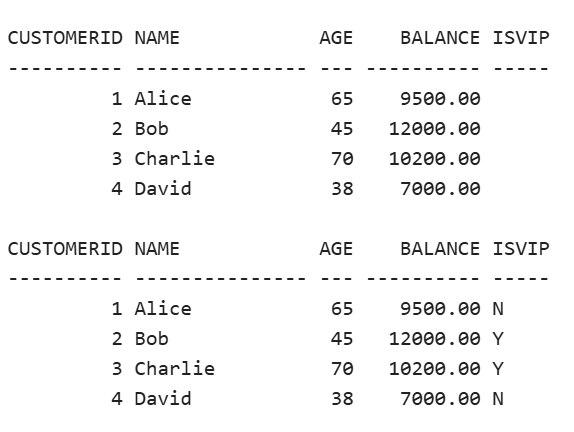 CUSTOMERID NAME            AGE    BALANCE ISVIP
---------- --------------- --- ---------- -----
         1 Alice            65    9500.00
         2 Bob              45   12000.00
         3 Charlie          70   10200.00
         4 David            38    7000.00
CUSTOMERID NAME            AGE    BALANCE ISVIP
---------- --------------- --- ---------- -----
         1 Alice            65    9500.00 N
         2 Bob              45   12000.00 Y
         3 Charlie          70   10200.00 Y
         4 David            38    7000.00 N